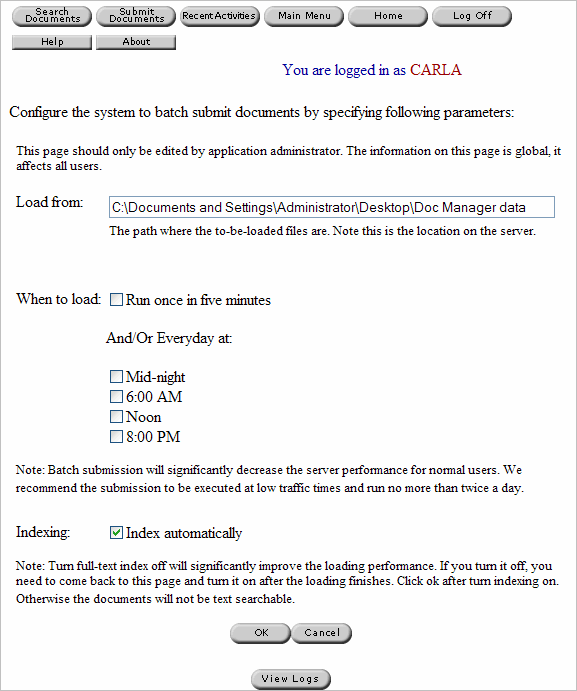 Search Documents
Submit Documents
Recent Activities
Main Menu
Home
Log Off
Help
About
You are logged in as CARLA
Configure the system to batch submit documents by specifying following parameters:
This page should only be edited by application administrator. The information on this page is global, it
affects all users.
Load from:
C:\Documents and Settings\Administrator\Desktop\Doc Manager data
The path where the to-be-loaded files are. Note this is the location on the server.
When to load:
Run once in five minutes
And/Or Everyday at:
Mid-night
6:00 AM
Noon
8:00 PM
Note: Batch submission will significantly decrease the server performance for normal users. We
recommend the submission to be executed at low traffic times and run no more than twice a day.
Indexing:
Index automatically
Note: Turn full-text index off will significantly improve the loading performance. If you turn it off, you
need to come back to this page and turn it on after the loading finishes. Click ok after turn indexing on.
Otherwise the documents will not be text searchable.
OK
Cancel
View Logs